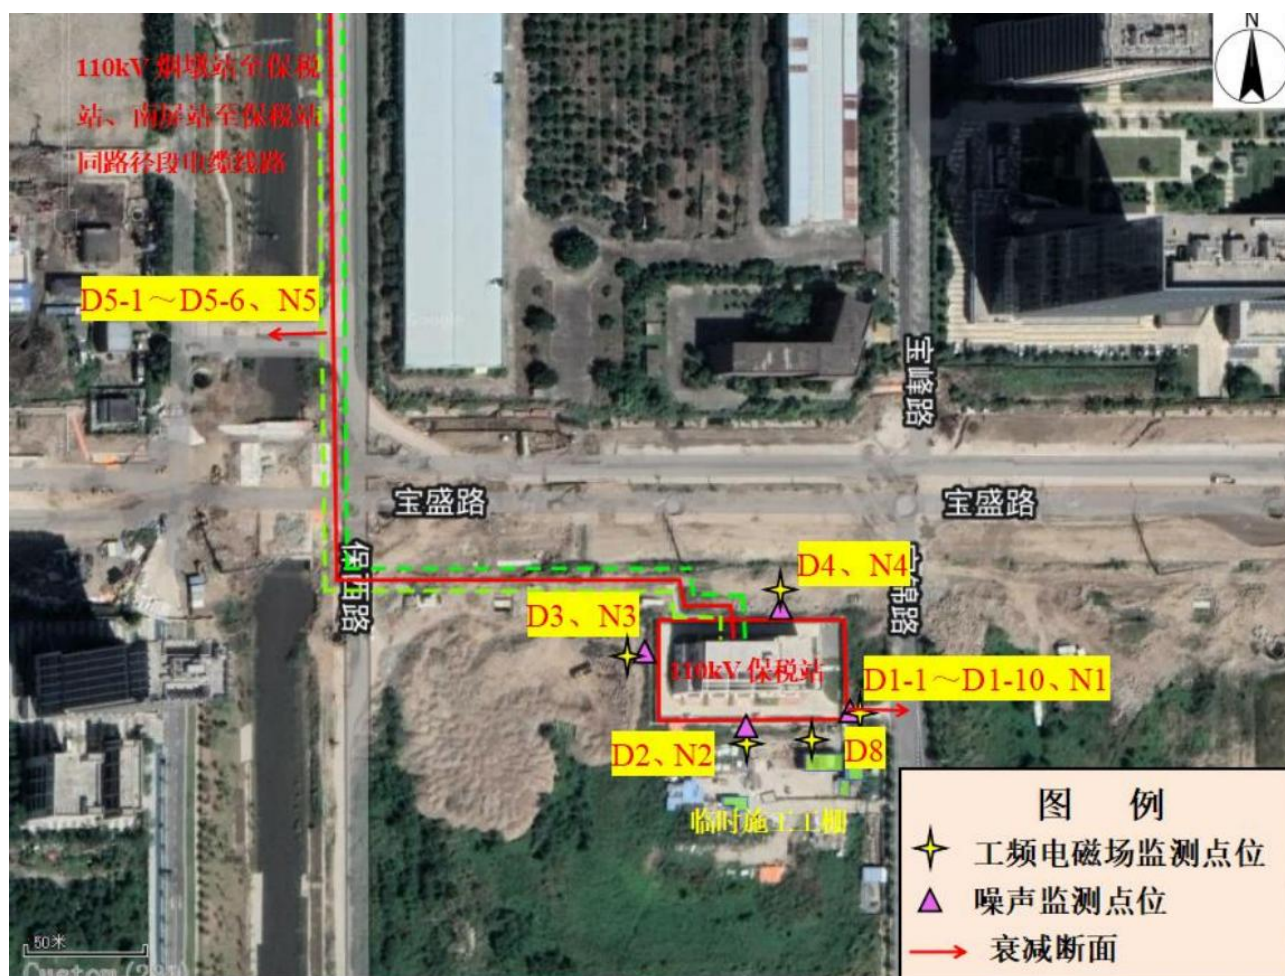 N
110kV 烟墩站至保税
站、南屏站至保税站
同路径段电缆线路
D5-1～D5-6、N5
宝峰路
宝盛路
宝盛路
保西路
D4、N4
D3、N3
110kV 保税站
D1-1～D1-10、N1
D2、N2
D8
临时施工工棚
图 例
工频电磁场监测点位
噪声监测点位
衰减断面
50米
Google